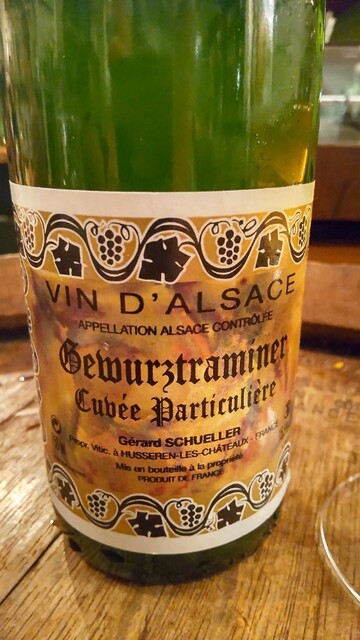 VIN D'ALSACE
APPELLATION ALSACE CONTRÔLÉE
Gewurztraminer
Cuvée Particulière
Gérard SCHUELLER
Propr. Vitic. à HUSSEREN-LES-CHÂTEAUX - FRANCE
Mis en bouteille à la propriété
PRODUIT DE FRANCE